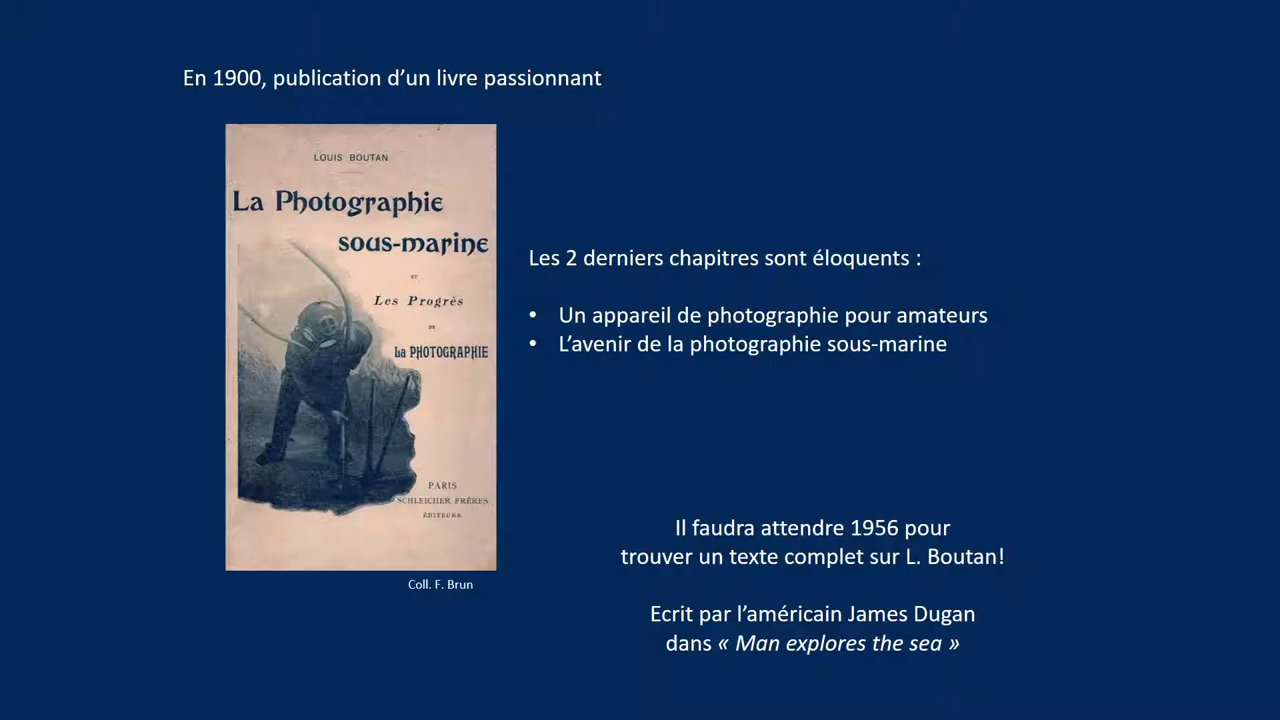 En 1900, publication d’un livre passionnant
LOUIS BOUTAN
La Photographie
sous-marine
ET
Les Progrès
DE
La PHOTOGRAPHIE
PARIS
SCHLEICHER FRÈRES
ÉDITEURS
Coll. F. Brun
Les 2 derniers chapitres sont éloquents :
• Un appareil de photographie pour amateurs
• L’avenir de la photographie sous-marine
Il faudra attendre 1956 pour
trouver un texte complet sur L. Boutan!
Ecrit par l’américain James Dugan
dans « Man explores the sea »